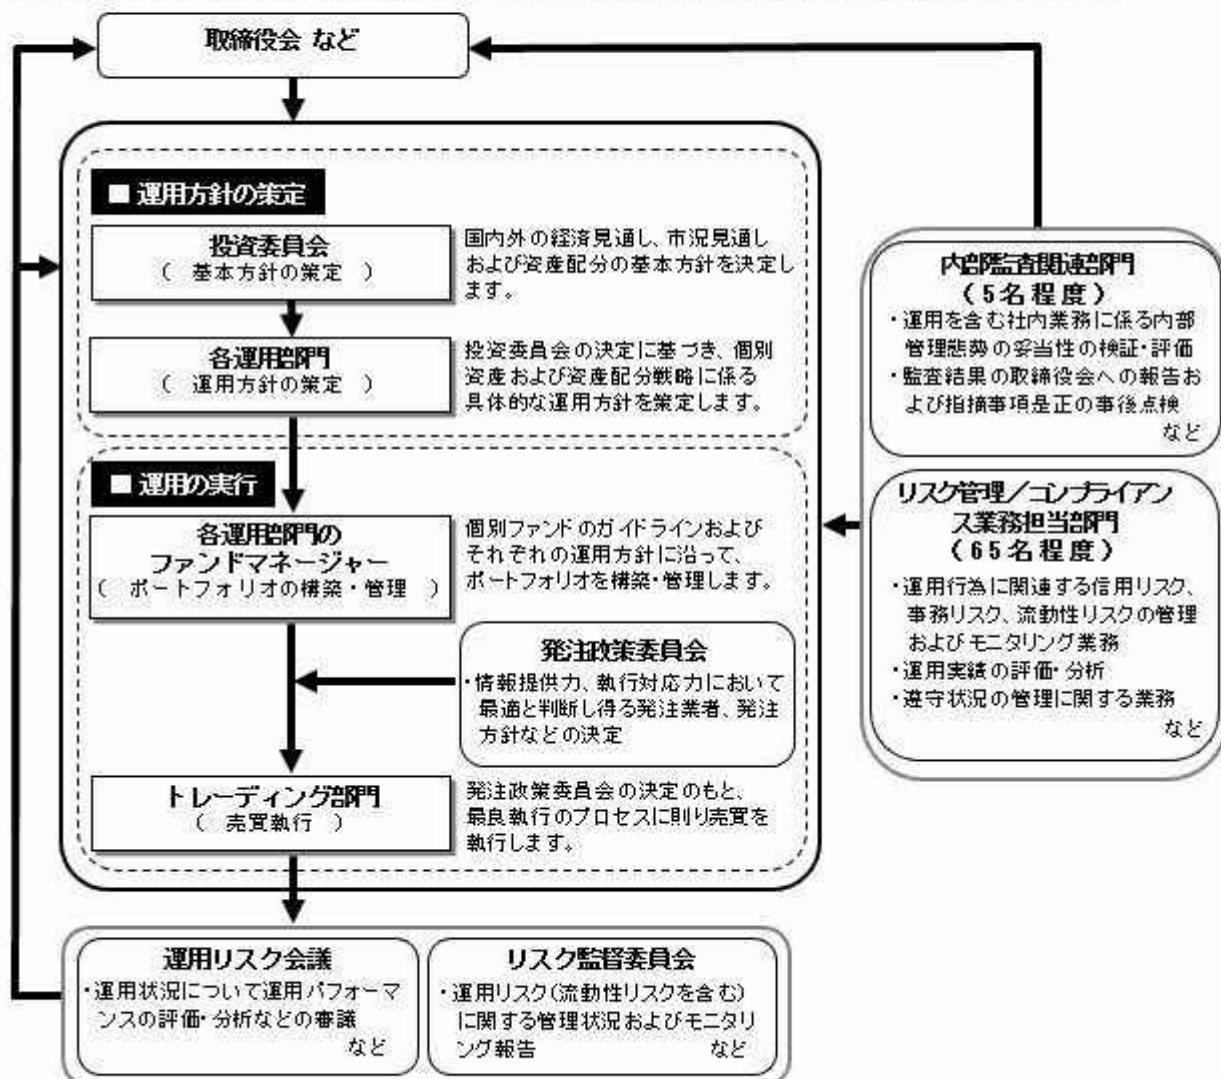 取締役会 など
■ 運用方針の策定
投資委員会
( 基本方針の策定 )
国内外の経済見通し、市況見通し
および資産配分の基本方針を決定し
ます。
各運用部門
( 運用方針の策定 )
投資委員会の決定に基づき、個別
資産および資産配分戦略に係る
具体的な運用方針を策定します。
■ 運用の実行
各運用部門の
ファンドマネージャー
( ポートフォリオの構築・管理 )
個別ファンドのガイドラインおよび
それぞれの運用方針に沿って、
ポートフォリオを構築・管理します。
発注政策委員会
・情報提供力、執行対応力において
最適と判断し得る発注業者、発注
方針などの決定
トレーディング部門
( 売買執行 )
発注政策委員会の決定のもと、
最良執行のプロセスに則り売買を
執行します。
内部監査関連部門
(5名程度)
・運用を含む社内業務に係る内部
管理態勢の妥当性の検証・評価
・監査結果の取締役会への報告お
よび指摘事項是正の事後点検
など
リスク管理/コンプライアン
ス業務担当部門
(65名程度)
・運用行為に関連する信用リスク、
事務リスク、流動性リスクの管理
およびモニタリング業務
・運用実績の評価・分析
・遵守状況の管理に関する業務
など
運用リスク会議
・運用状況について運用パフォーマ
ンスの評価・分析などの審議
など
リスク監督委員会
・運用リスク(流動性リスクを含む)
に関する管理状況およびモニタリ
ング報告 など